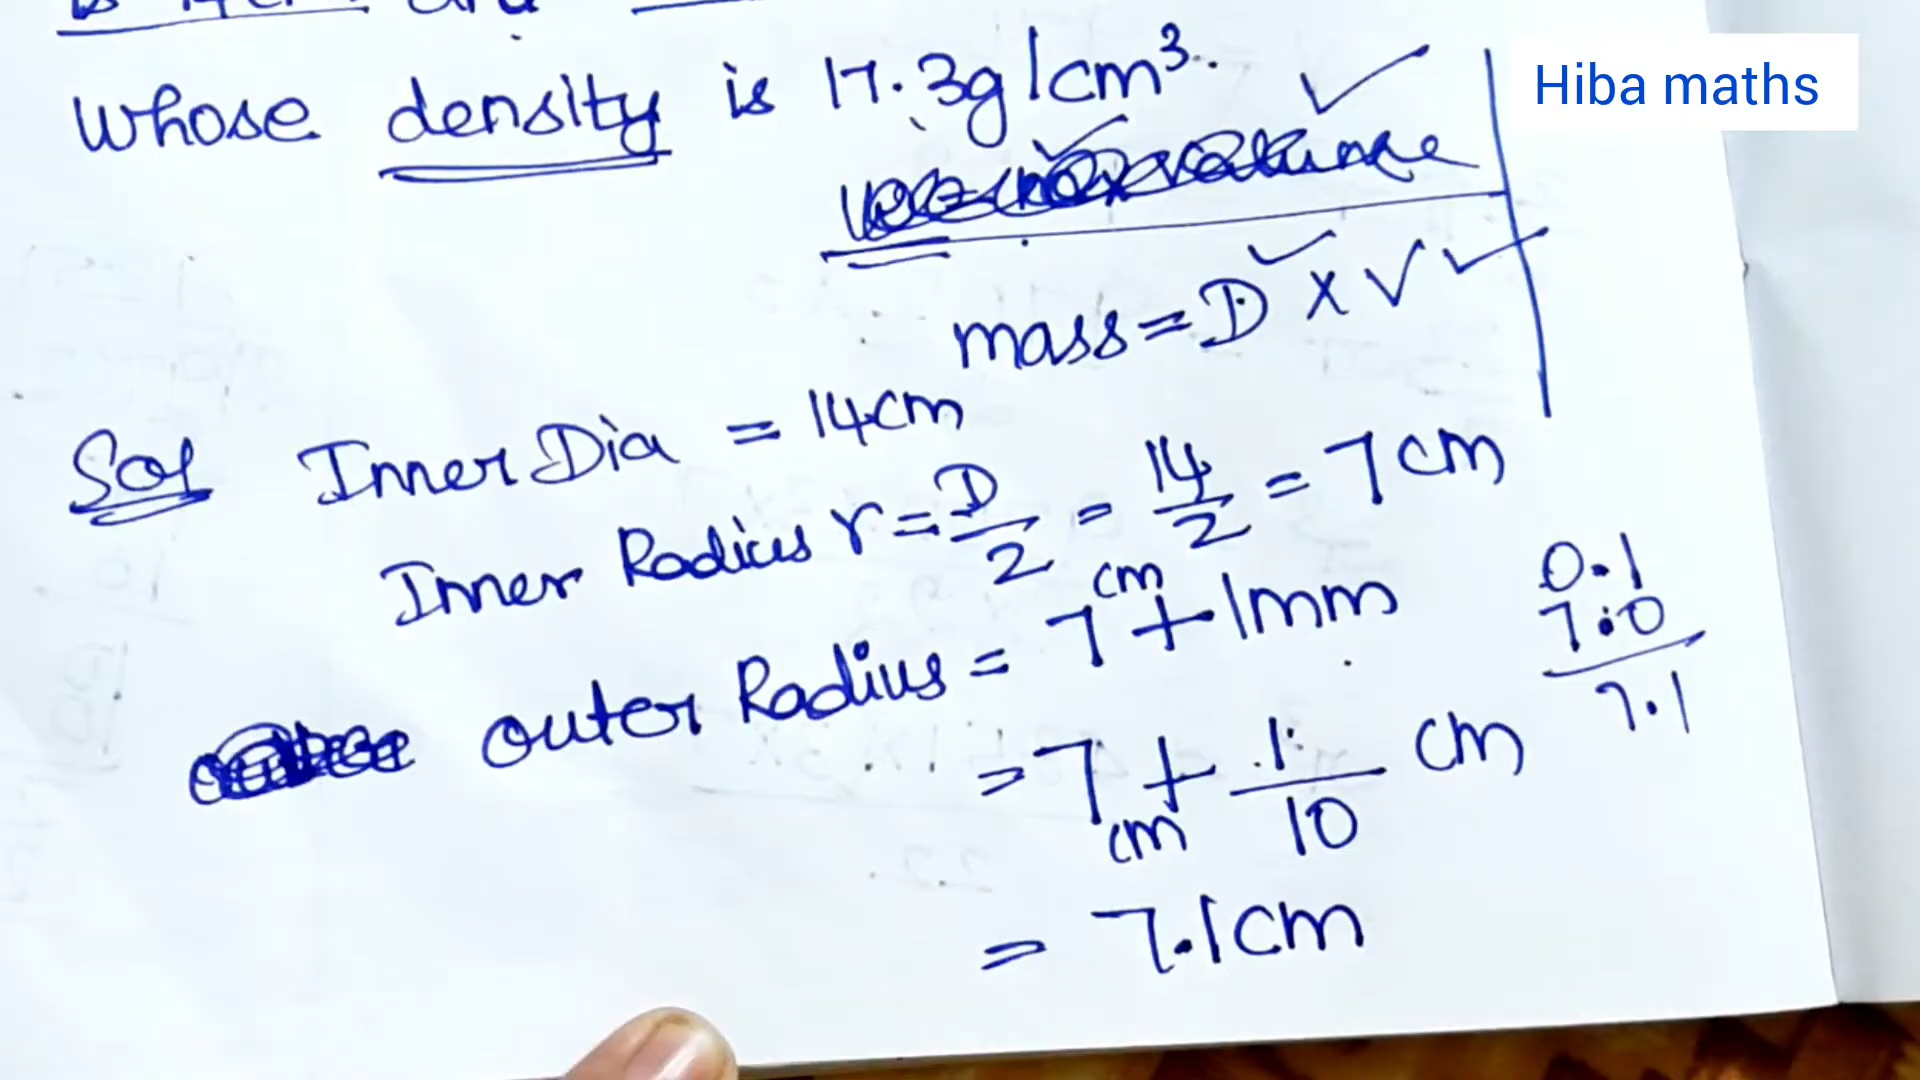 whose density is 17.3g/cm³.
Hiba maths
mass = D × V
Sol Inner Dia = 14cm
Inner Radius r = D/2 = 14/2 = 7cm
outer Radius = 7cm + 1mm
= 7cm + 1/10 cm
= 7.1cm
0.1
7.0
7.1